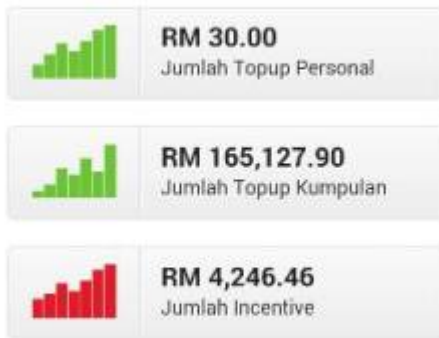 RM 30.00
Jumlah Topup Personal
RM 165,127.90
Jumlah Topup Kumpulan
RM 4,246.46
Jumlah Incentive